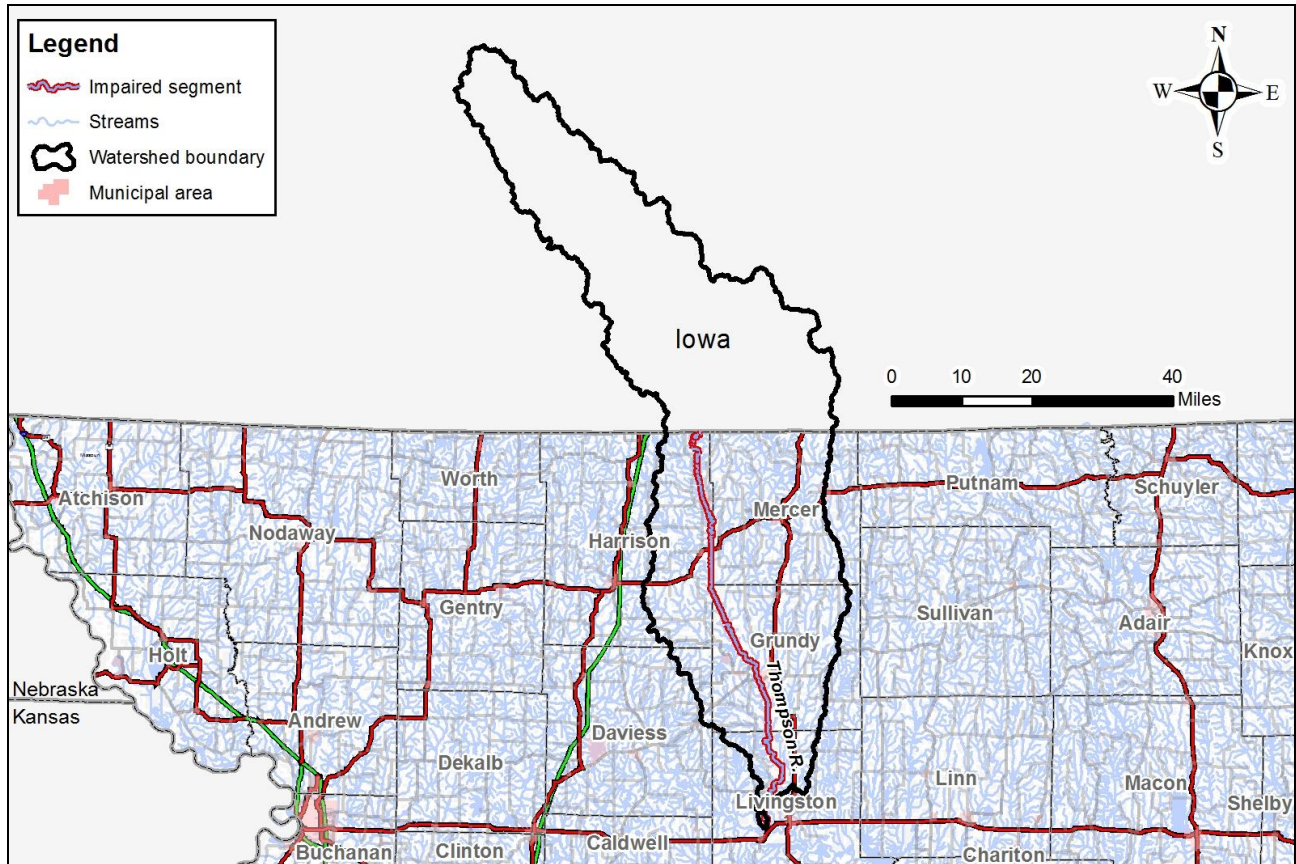 Legend
Impaired segment
Streams
Watershed boundary
Municipal area
N
W
E
S
Iowa
0 10 20 40
Miles
Worth
Putnam
Schuyler
Atchison
Mercer
Nodaway
Harrison
Gentry
Sullivan
Adair
Grundy
Holt
Knox
Thompson R.
Nebraska
Kansas
Andrew
Daviess
Dekalb
Linn
Macon
Livingston
Shelby
Buchanan
Clinton
Caldwell
Chariton